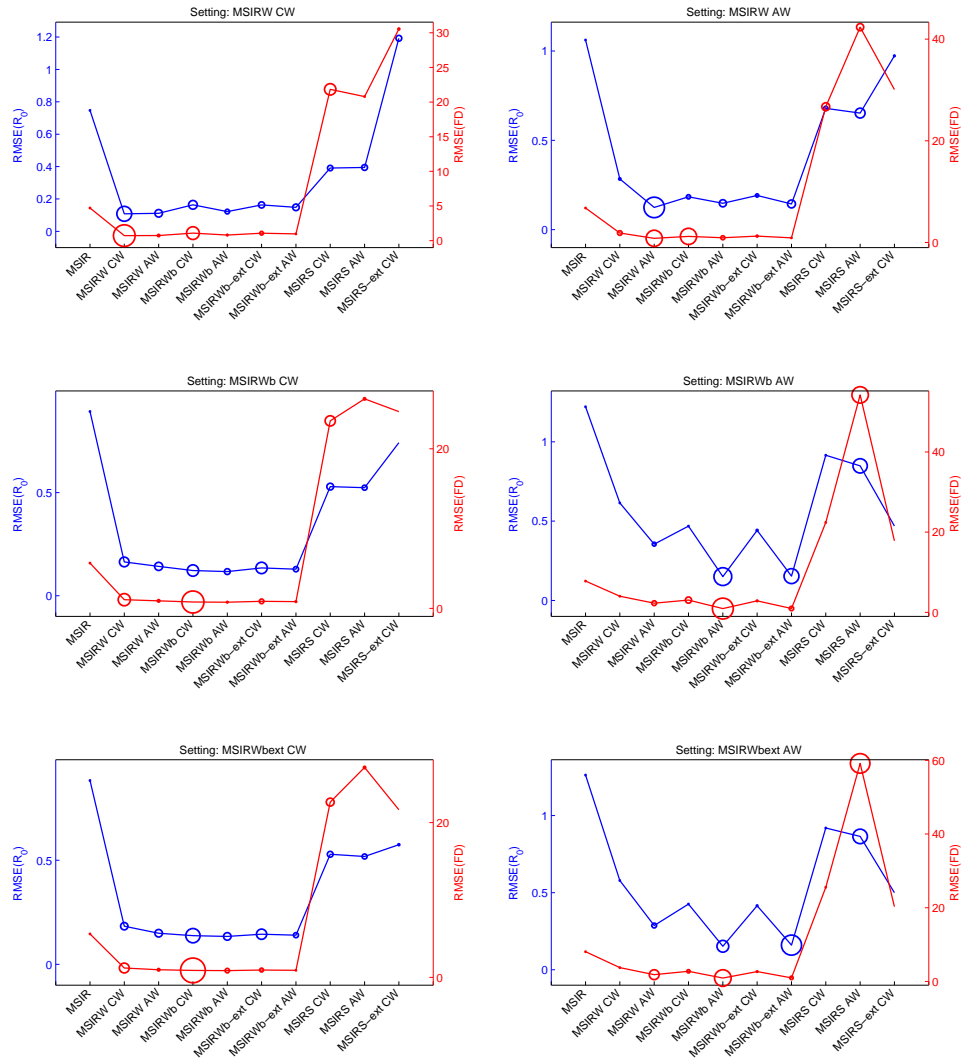 Setting: MSIRW CW
RMSE(R0)
1.2
1
0.8
0.6
0.4
0.2
0
30
25
20
15
10
5
0
RMSE(FD)
MSIR
MSIRW CW
MSIRW AW
MSIRWb CW
MSIRWb AW
MSIRWb−ext CW
MSIRWb−ext AW
MSIRS CW
MSIRS AW
MSIRS−ext CW
Setting: MSIRW AW
RMSE(R0)
1
0.5
0
40
20
0
RMSE(FD)
MSIR
MSIRW CW
MSIRW AW
MSIRWb CW
MSIRWb AW
MSIRWb−ext CW
MSIRWb−ext AW
MSIRS CW
MSIRS AW
MSIRS−ext CW
Setting: MSIRWb CW
RMSE(R0)
0.5
0
20
0
RMSE(FD)
MSIR
MSIRW CW
MSIRW AW
MSIRWb CW
MSIRWb AW
MSIRWb−ext CW
MSIRWb−ext AW
MSIRS CW
MSIRS AW
MSIRS−ext CW
Setting: MSIRWb AW
RMSE(R0)
1
0.5
0
40
20
0
RMSE(FD)
MSIR
MSIRW CW
MSIRW AW
MSIRWb CW
MSIRWb AW
MSIRWb−ext CW
MSIRWb−ext AW
MSIRS CW
MSIRS AW
MSIRS−ext CW
Setting: MSIRWbext CW
RMSE(R0)
0.5
0
20
0
RMSE(FD)
MSIR
MSIRW CW
MSIRW AW
MSIRWb CW
MSIRWb AW
MSIRWb−ext CW
MSIRWb−ext AW
MSIRS CW
MSIRS AW
MSIRS−ext CW
Setting: MSIRWbext AW
RMSE(R0)
1
0.5
0
60
40
20
0
RMSE(FD)
MSIR
MSIRW CW
MSIRW AW
MSIRWb CW
MSIRWb AW
MSIRWb−ext CW
MSIRWb−ext AW
MSIRS CW
MSIRS AW
MSIRS−ext CW